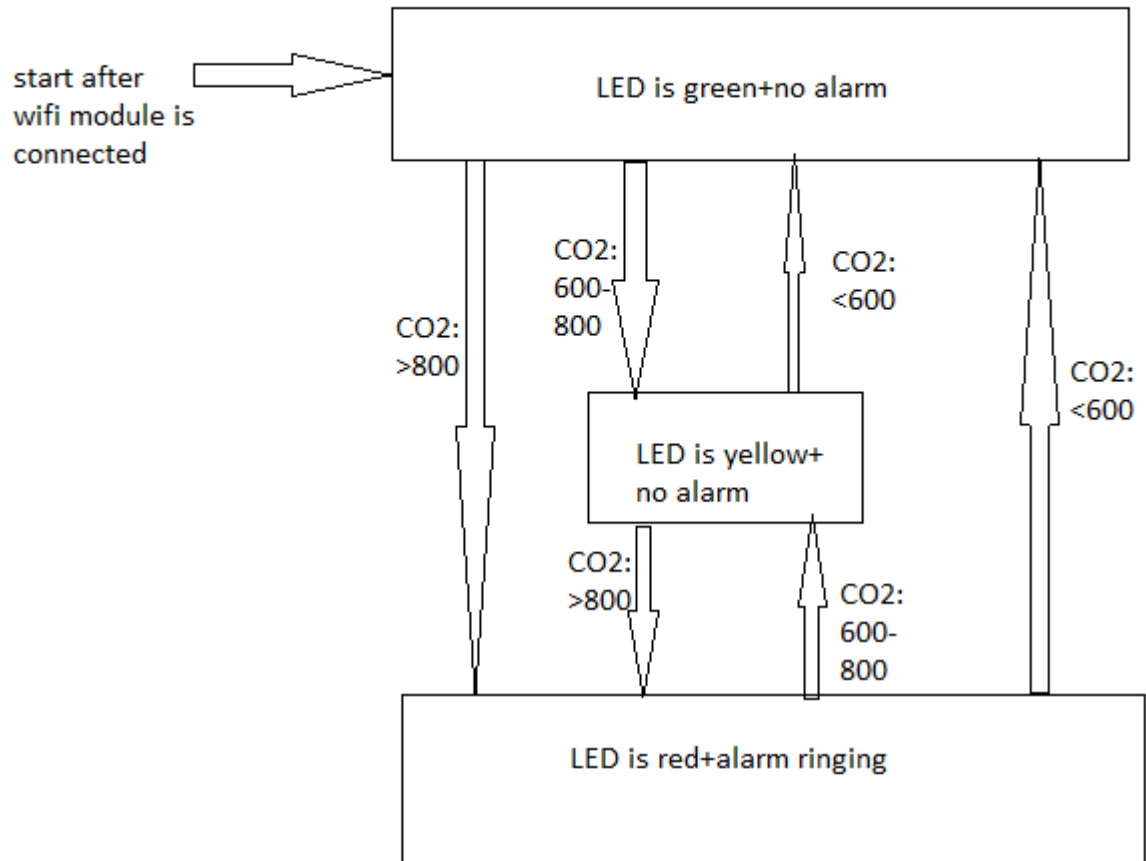 start after
wifi module is
connected
LED is green+no alarm
CO2:
>800
CO2:
600-
800
CO2:
<600
CO2:
<600
LED is yellow+
no alarm
CO2:
>800
CO2:
600-
800
LED is red+alarm ringing